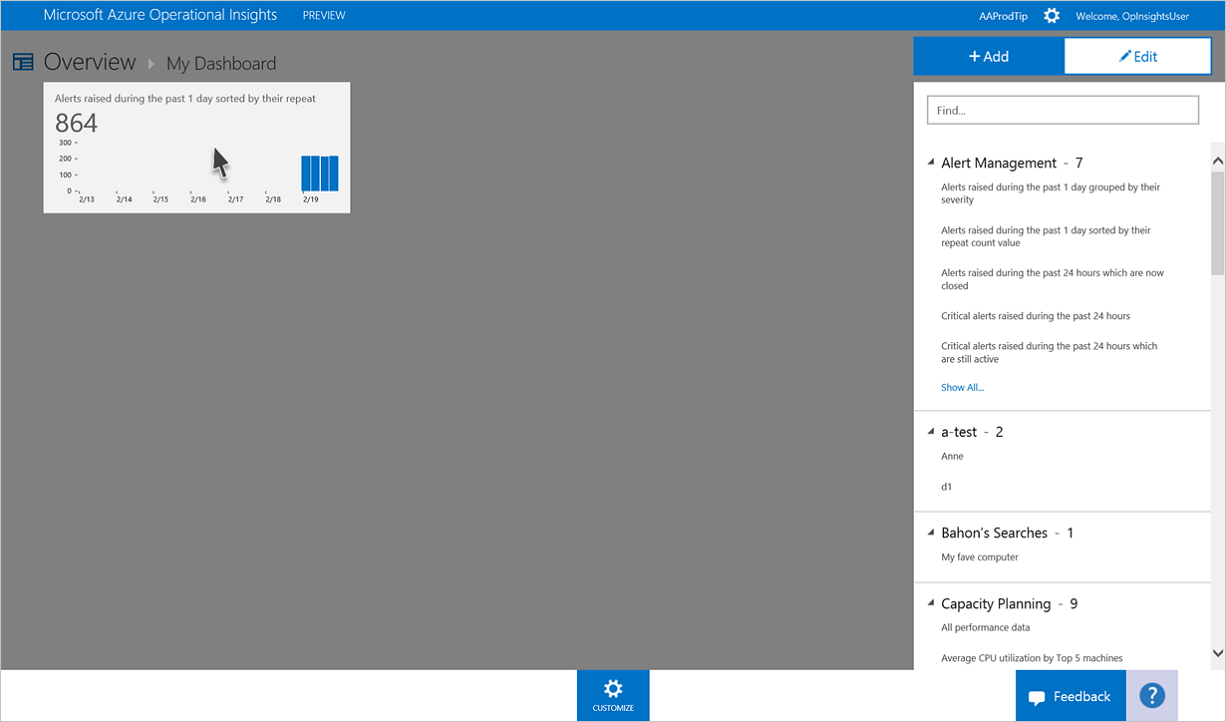 Microsoft Azure Operational Insights PREVIEW AAProdTip Welcome, OpInsightsUser
Overview My Dashboard
Alerts raised during the past 1 day sorted by their repeat
864
300
200
100
0
2/13 2/14 2/15 2/16 2/17 2/18 2/19
+ Add
Edit
Find...
Alert Management - 7
Alerts raised during the past 1 day grouped by their
severity
Alerts raised during the past 1 day sorted by their
repeat count value
Alerts raised during the past 24 hours which are now
closed
Critical alerts raised during the past 24 hours
Critical alerts raised during the past 24 hours which
are still active
Show All...
a-test - 2
Anne
d1
Bahon's Searches - 1
My fave computer
Capacity Planning - 9
All performance data
Average CPU utilization by Top 5 machines
CUSTOMIZE
Feedback
?